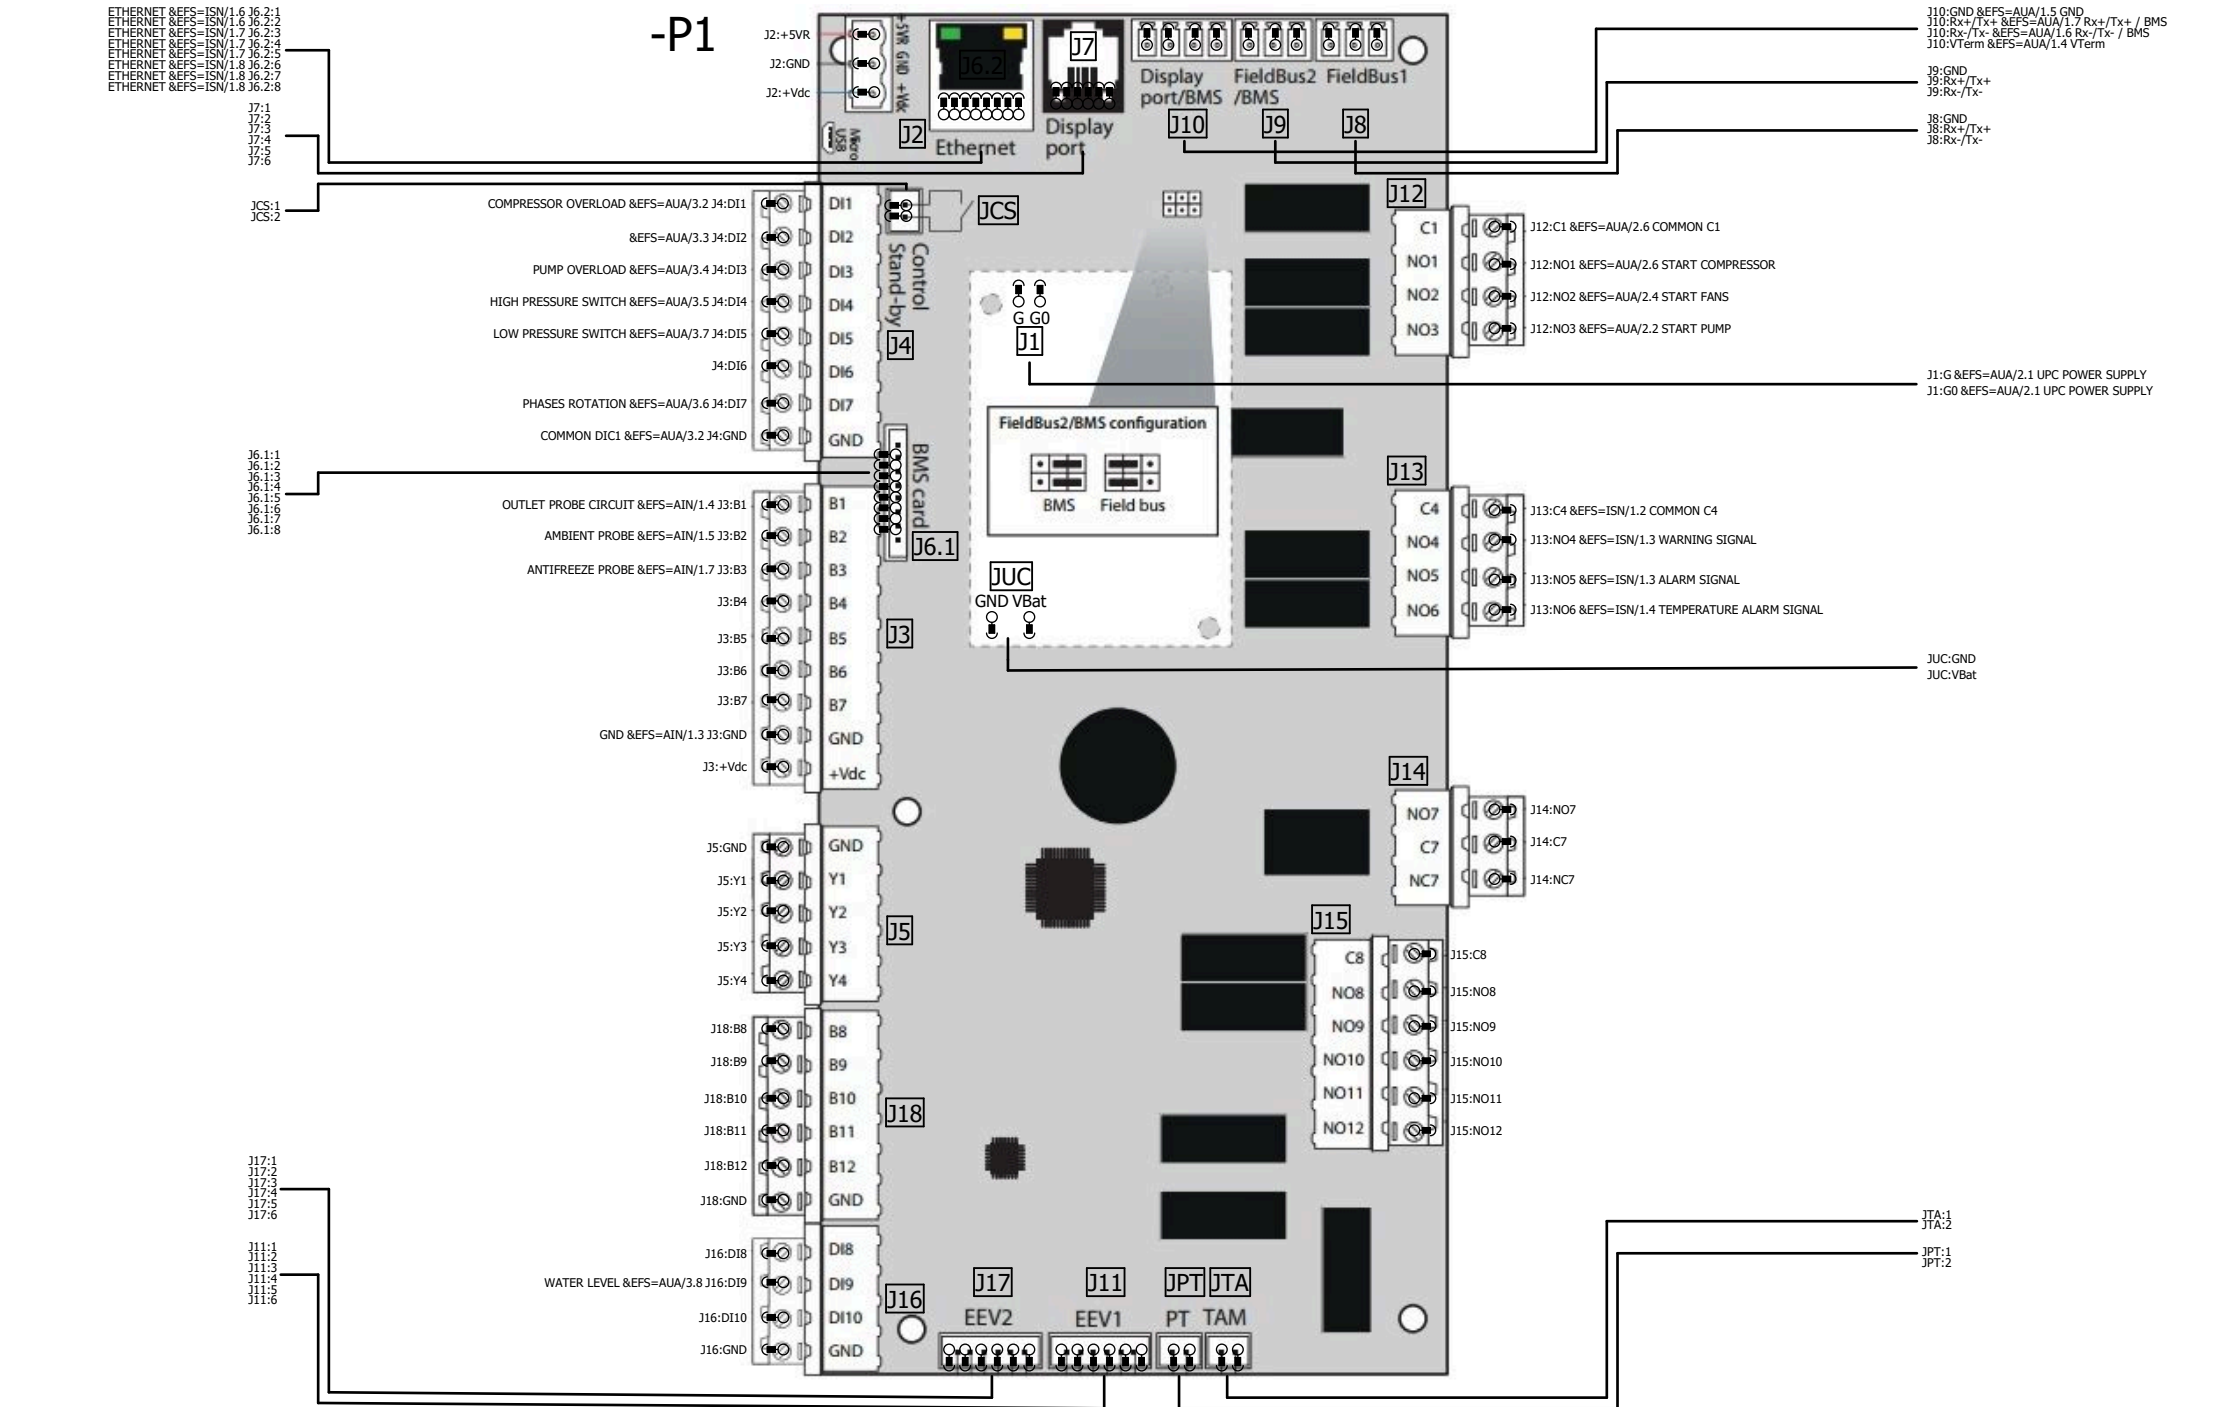 ETHERNET &EFS=ISN/1.6 J6.2:1
ETHERNET &EFS=ISN/1.6 J6.2:2
ETHERNET &EFS=ISN/1.7 J6.2:3
ETHERNET &EFS=ISN/1.7 J6.2:4
ETHERNET &EFS=ISN/1.7 J6.2:5
ETHERNET &EFS=ISN/1.8 J6.2:6
ETHERNET &EFS=ISN/1.8 J6.2:7
ETHERNET &EFS=ISN/1.8 J6.2:8
J7:1
J7:2
J7:3
J7:4
J7:5
J7:6
JCS:1
JCS:2
-P1
J2:+5VR
J2:GND
J2:+Vdc
+5VR GND +Vdc
J2
Micro
USB
J6.2
Ethernet
J7
Display
port
Display
port/BMS
FieldBus2
/BMS
FieldBus1
J10
J9
J8
J10:GND &EFS=AUA/1.5 GND
J10:Rx+/Tx+ &EFS=AUA/1.7 Rx+/Tx+ / BMS
J10:Rx-/Tx- &EFS=AUA/1.6 Rx-/Tx- / BMS
J10:VTerm &EFS=AUA/1.4 VTerm
J9:GND
J9:Rx+/Tx+
J9:Rx-/Tx-
J8:GND
J8:Rx+/Tx+
J8:Rx-/Tx-
COMPRESSOR OVERLOAD &EFS=AUA/3.2 J4:DI1
&EFS=AUA/3.3 J4:DI2
PUMP OVERLOAD &EFS=AUA/3.4 J4:DI3
HIGH PRESSURE SWITCH &EFS=AUA/3.5 J4:DI4
LOW PRESSURE SWITCH &EFS=AUA/3.7 J4:DI5
J4:DI6
PHASES ROTATION &EFS=AUA/3.6 J4:DI7
COMMON DIC1 &EFS=AUA/3.2 J4:GND
DI1
DI2
DI3
DI4
DI5
DI6
DI7
GND
JCS
Control
Stand-by
J4
J6.1:1
J6.1:2
J6.1:3
J6.1:4
J6.1:5
J6.1:6
J6.1:7
J6.1:8
BMS card
J6.1
OUTLET PROBE CIRCUIT &EFS=AIN/1.4 J3:B1
AMBIENT PROBE &EFS=AIN/1.5 J3:B2
ANTIFREEZE PROBE &EFS=AIN/1.7 J3:B3
J3:B4
J3:B5
J3:B6
J3:B7
GND &EFS=AIN/1.3 J3:GND
J3:+Vdc
B1
B2
B3
B4
B5
B6
B7
GND
+Vdc
J3
G G0
J1
FieldBus2/BMS configuration
BMS
Field bus
JUC
GND VBat
J12
C1
NO1
NO2
NO3
J12:C1 &EFS=AUA/2.6 COMMON C1
J12:NO1 &EFS=AUA/2.6 START COMPRESSOR
J12:NO2 &EFS=AUA/2.4 START FANS
J12:NO3 &EFS=AUA/2.2 START PUMP
J1:G &EFS=AUA/2.1 UPC POWER SUPPLY
J1:G0 &EFS=AUA/2.1 UPC POWER SUPPLY
J13
C4
NO4
NO5
NO6
J13:C4 &EFS=ISN/1.2 COMMON C4
J13:NO4 &EFS=ISN/1.3 WARNING SIGNAL
J13:NO5 &EFS=ISN/1.3 ALARM SIGNAL
J13:NO6 &EFS=ISN/1.4 TEMPERATURE ALARM SIGNAL
JUC:GND
JUC:VBat
J5:GND
J5:Y1
J5:Y2
J5:Y3
J5:Y4
GND
Y1
Y2
Y3
Y4
J5
J14
NO7
C7
NC7
J14:NO7
J14:C7
J14:NC7
J15
C8
NO8
NO9
NO10
NO11
NO12
J15:C8
J15:NO8
J15:NO9
J15:NO10
J15:NO11
J15:NO12
J18:B8
J18:B9
J18:B10
J18:B11
J18:B12
J18:GND
B8
B9
B10
B11
B12
GND
J18
J17:1
J17:2
J17:3
J17:4
J17:5
J17:6
J11:1
J11:2
J11:3
J11:4
J11:5
J11:6
J16:DI8
WATER LEVEL &EFS=AUA/3.8 J16:DI9
J16:DI10
J16:GND
DI8
DI9
DI10
GND
J16
J17
EEV2
J11
EEV1
JPT
PT
JTA
TAM
JTA:1
JTA:2
JPT:1
JPT:2